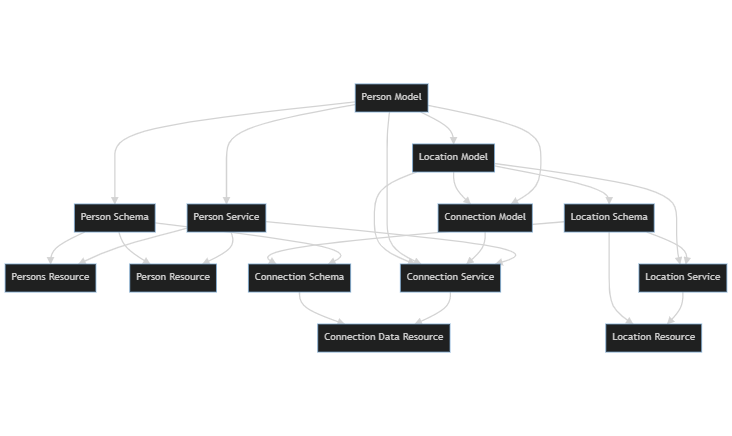 Person Model
Location Model
Person Schema
Person Service
Connection Model
Location Schema
Persons Resource
Person Resource
Connection Schema
Connection Service
Location Service
Connection Data Resource
Location Resource